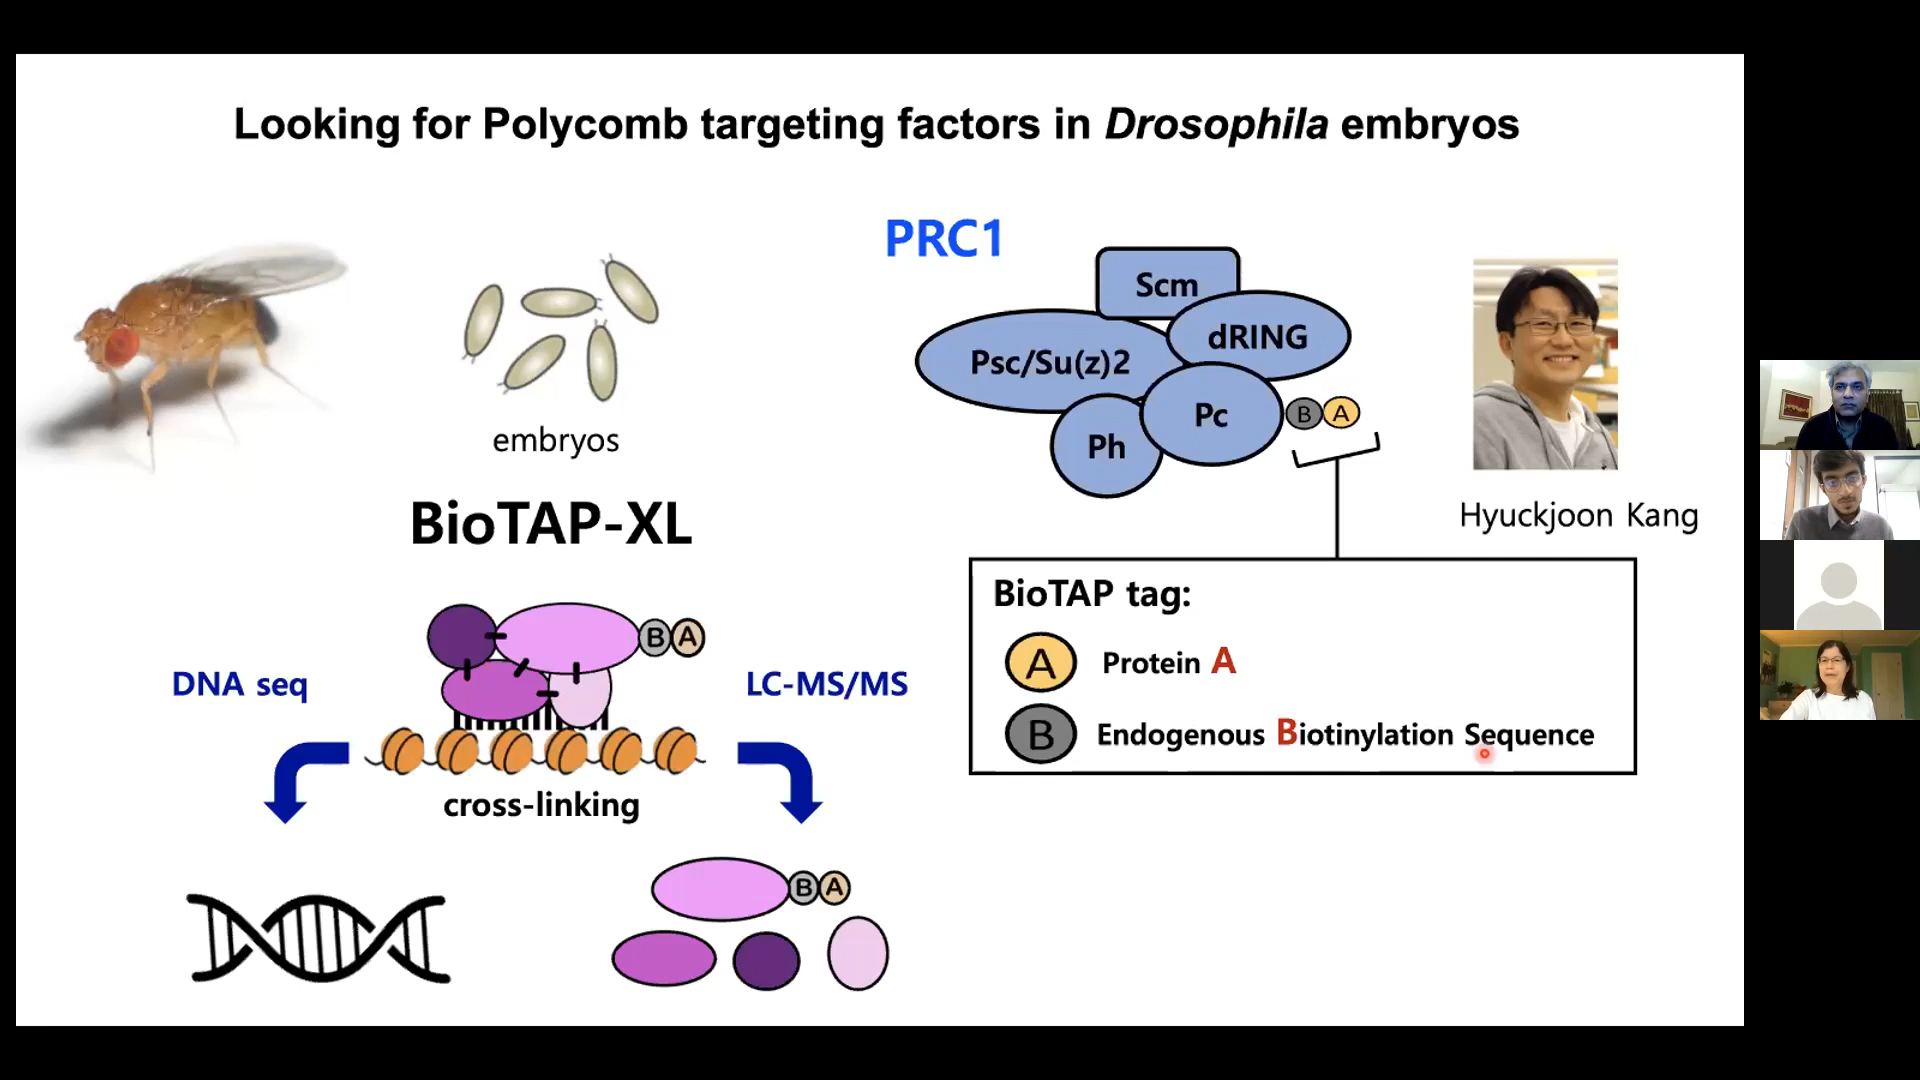 Looking for Polycomb targeting factors in Drosophila embryos
PRC1
Scm
dRING
Psc/Su(z)2
Pc
B A
Ph
embryos
Hyuckjoon Kang
BioTAP-XL
BioTAP tag:
A Protein A
B Endogenous Biotinylation Sequence
B A
DNA seq
LC-MS/MS
cross-linking
B A